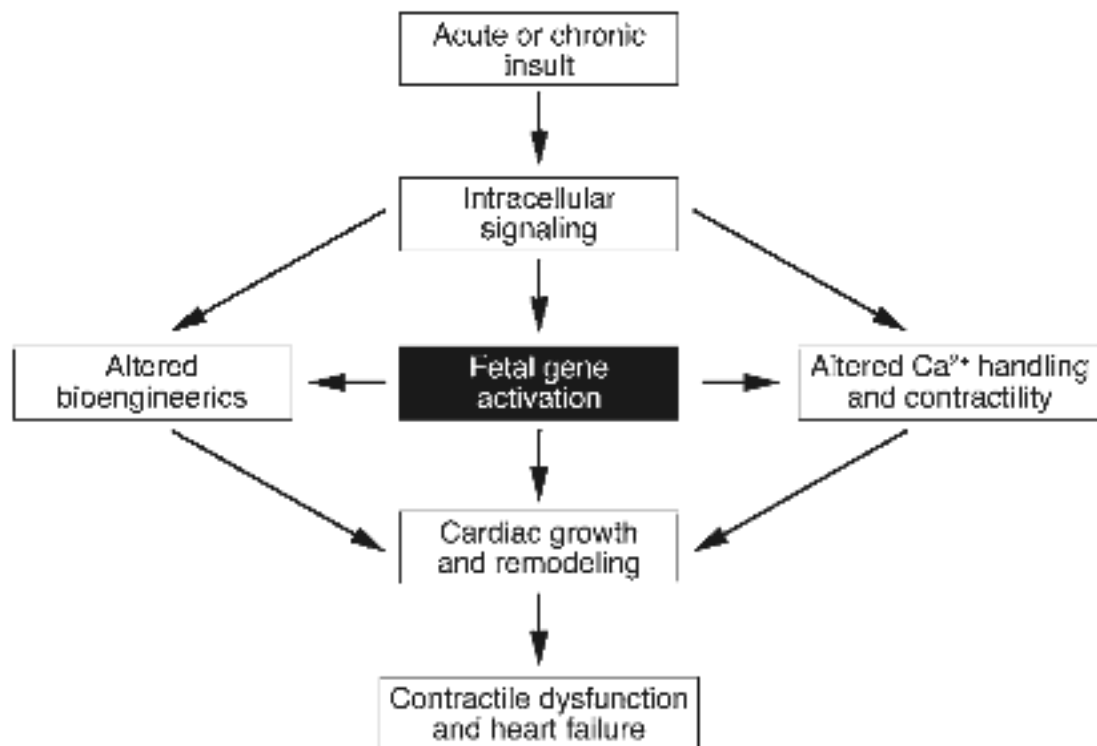 Acute or chronic
insult
Intracellular
signaling
Altered
bioengineerics
Fetal gene
activation
Altered Ca²⁺ handling
and contractility
Cardiac growth
and remodeling
Contractile dysfunction
and heart failure